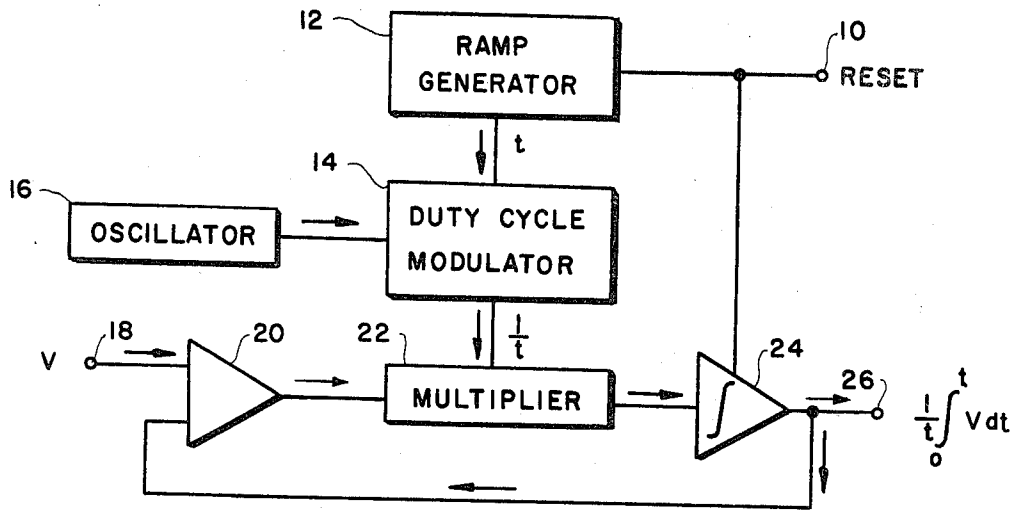 12
RAMP
GENERATOR
10
RESET
t
14
16
OSCILLATOR
DUTY CYCLE
MODULATOR
1/t
V
18
20
22
MULTIPLIER
∫
24
26
1/t ∫₀ᵗ V dt